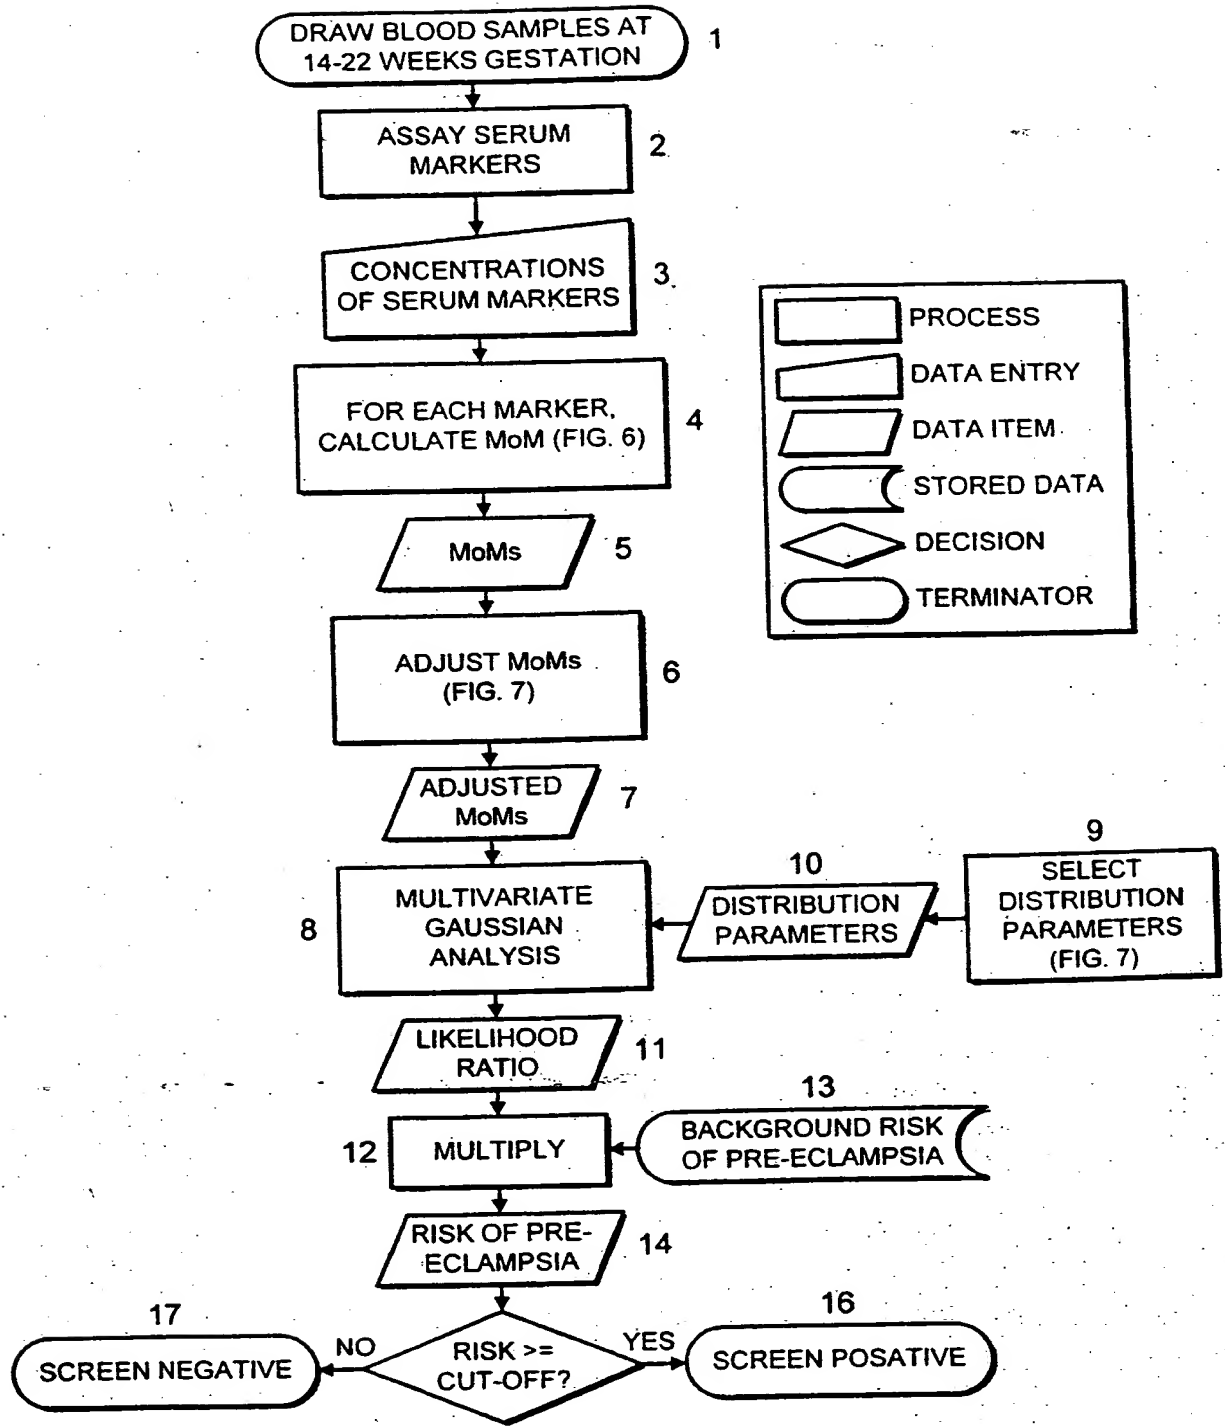 DRAW BLOOD SAMPLES AT
14-22 WEEKS GESTATION
1
ASSAY SERUM
MARKERS
2
CONCENTRATIONS
OF SERUM MARKERS
3
FOR EACH MARKER,
CALCULATE MoM (FIG. 6)
4
MoMs
5
ADJUST MoMs
(FIG. 7)
6
ADJUSTED
MoMs
7
8
MULTIVARIATE
GAUSSIAN
ANALYSIS
10
DISTRIBUTION
PARAMETERS
9
SELECT
DISTRIBUTION
PARAMETERS
(FIG. 7)
LIKELIHOOD
RATIO
11
12
MULTIPLY
13
BACKGROUND RISK
OF PRE-ECLAMPSIA
RISK OF PRE-
ECLAMPSIA
14
RISK >=
CUT-OFF?
NO
17
SCREEN NEGATIVE
YES
16
SCREEN POSATIVE
PROCESS
DATA ENTRY
DATA ITEM
STORED DATA
DECISION
TERMINATOR